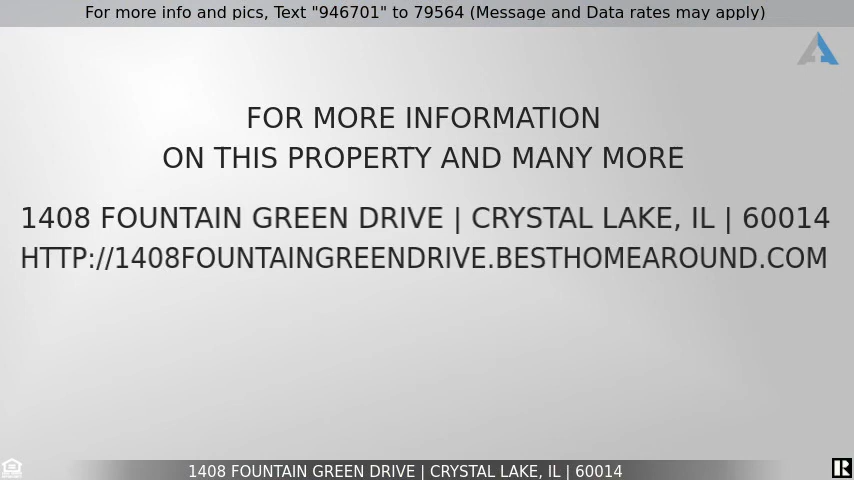 For more info and pics, Text "946701" to 79564 (Message and Data rates may apply)
FOR MORE INFORMATION
ON THIS PROPERTY AND MANY MORE
1408 FOUNTAIN GREEN DRIVE | CRYSTAL LAKE, IL | 60014
HTTP://1408FOUNTAINGREENDRIVE.BESTHOMEAROUND.COM
1408 FOUNTAIN GREEN DRIVE | CRYSTAL LAKE, IL | 60014